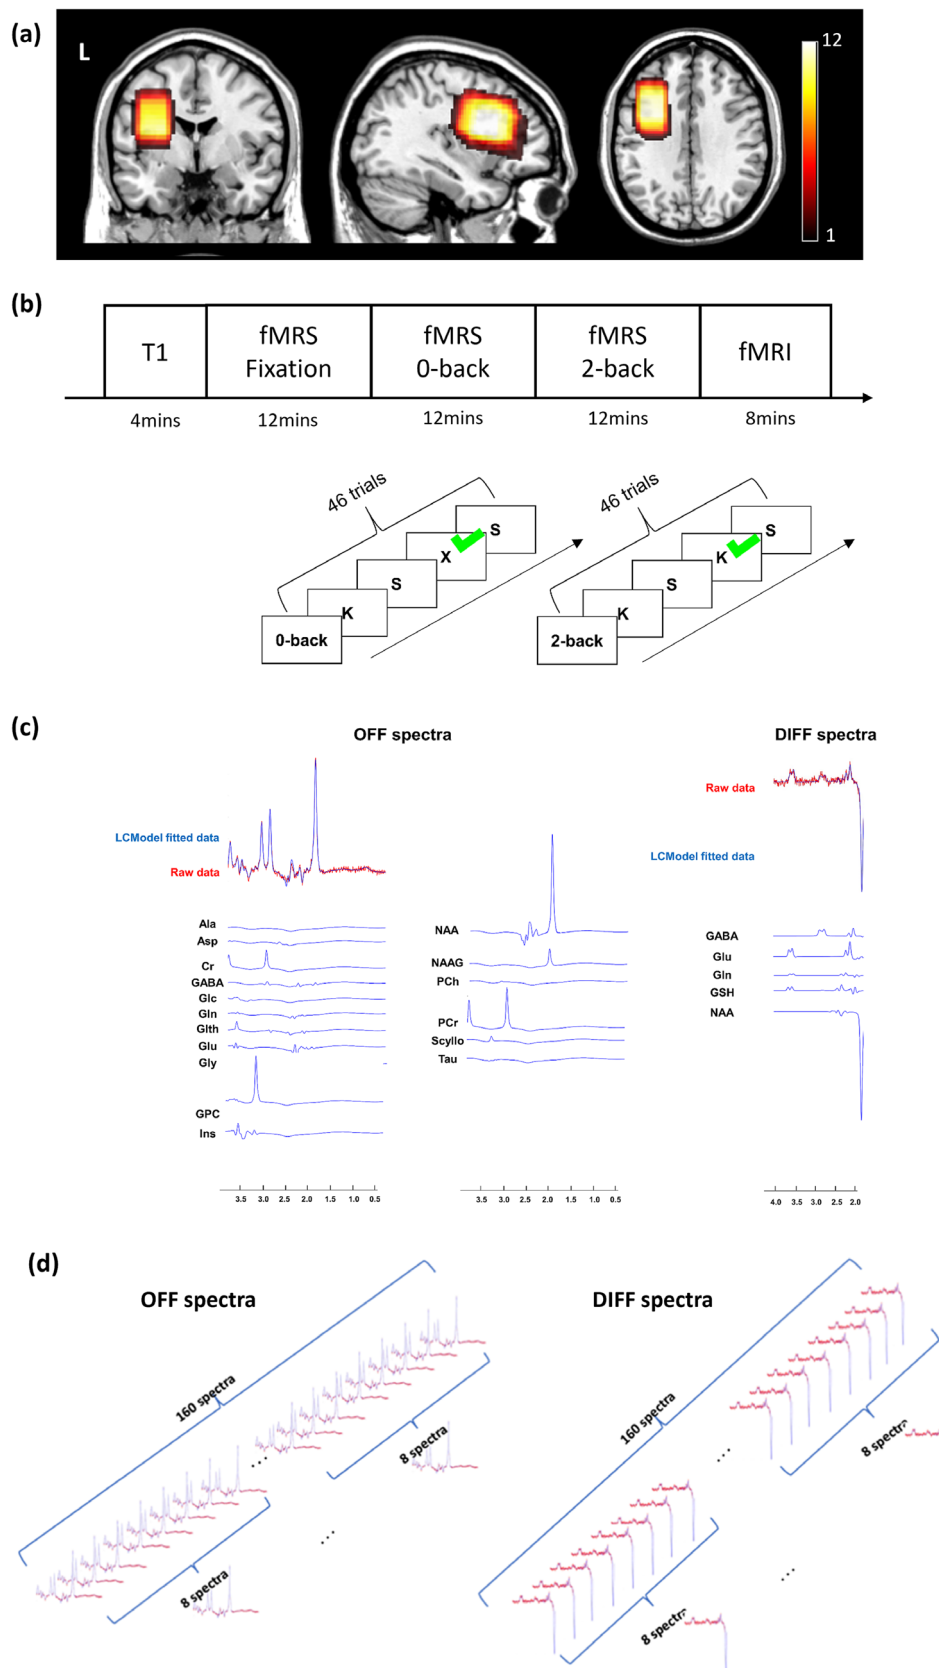 (a)
L
12
1
(b)
T1
fMRS
Fixation
fMRS
0-back
fMRS
2-back
fMRI
4mins
12mins
12mins
12mins
8mins
46 trials
S
X
S
K
0-back
46 trials
S
K
S
K
2-back
(c)
OFF spectra
DIFF spectra
LCModel fitted data
Raw data
Raw data
LCModel fitted data
Ala
Asp
Cr
GABA
Glc
Gln
Glth
Glu
Gly
GPC
Ins
3.5 3.0 2.5 2.0 1.5 1.0 0.5
NAA
NAAG
PCh
PCr
Scyllo
Tau
3.5 3.0 2.5 2.0 1.5 1.0 0.5
GABA
Glu
Gln
GSH
NAA
4.0 3.5 3.0 2.5 2.0
(d)
OFF spectra
160 spectra
...
8 spectra
...
8 spectra
DIFF spectra
160 spectra
...
8 spectra
...
8 spectra